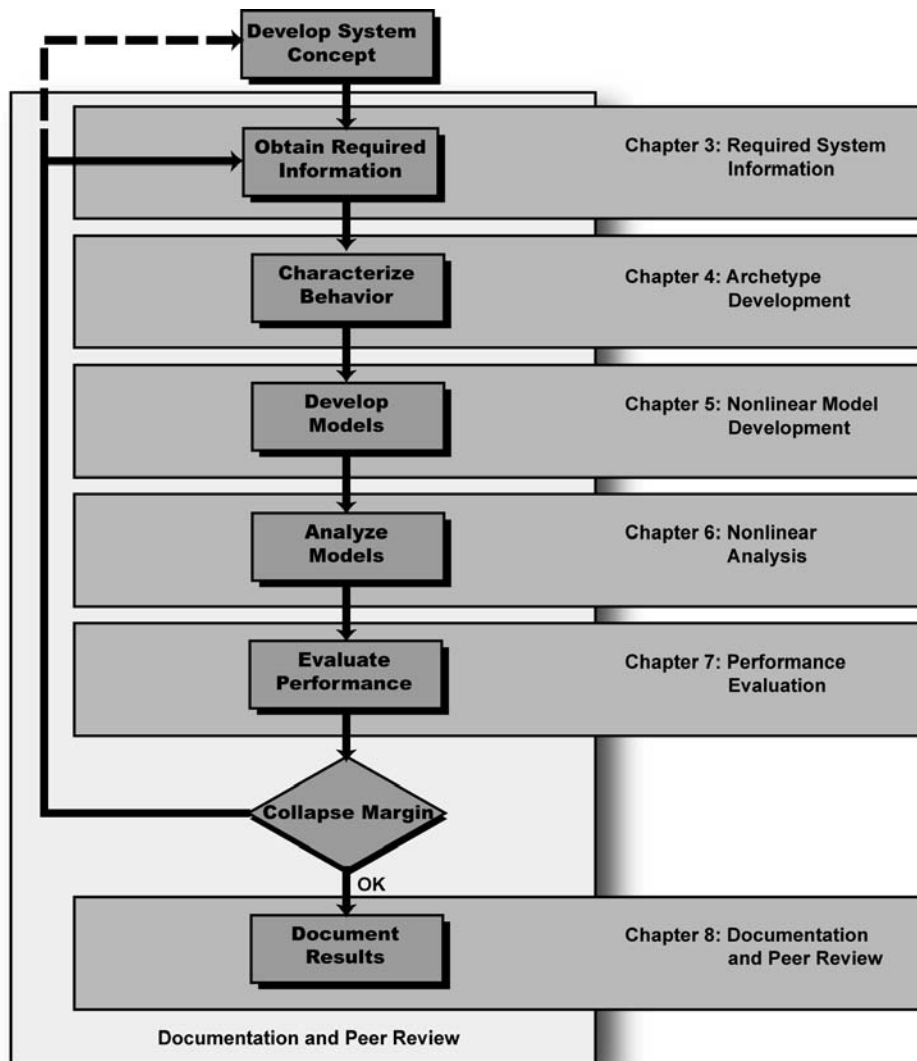 Develop System
Concept
Obtain Required
Information
Chapter 3: Required System
Information
Characterize
Behavior
Chapter 4: Archetype
Development
Develop
Models
Chapter 5: Nonlinear Model
Development
Analyze
Models
Chapter 6: Nonlinear
Analysis
Evaluate
Performance
Chapter 7: Performance
Evaluation
Collapse Margin
OK
Document
Results
Chapter 8: Documentation
and Peer Review
Documentation and Peer Review